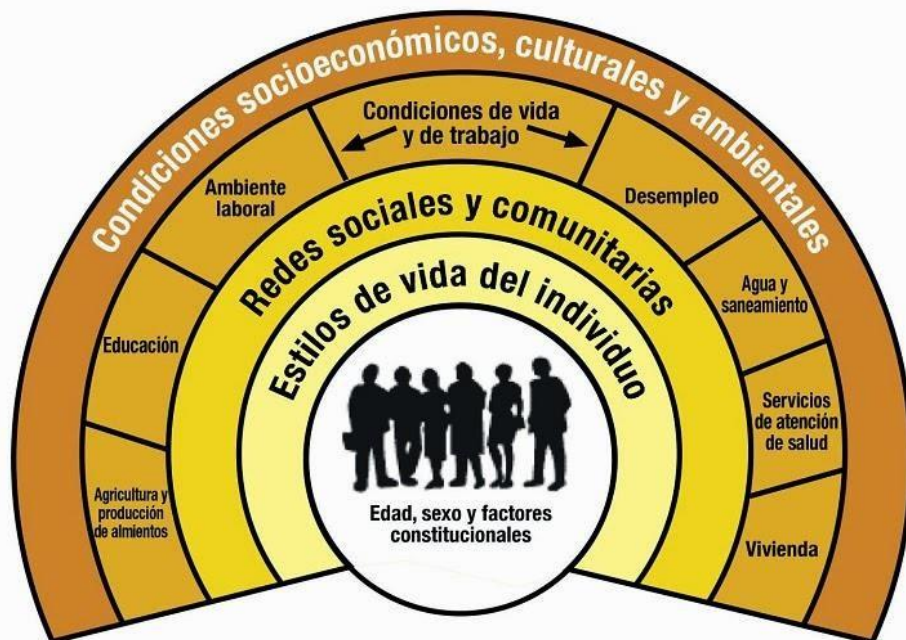 Condiciones socioeconómicos, culturales y ambientales
Condiciones de vida
y de trabajo
Ambiente
laboral
Desempleo
Educación
Agua y
saneamiento
Agricultura y
producción
de almientos
Servicios
de atención
de salud
Vivienda
Redes sociales y comunitarias
Estilos de vida del individuo
Edad, sexo y factores
constitucionales